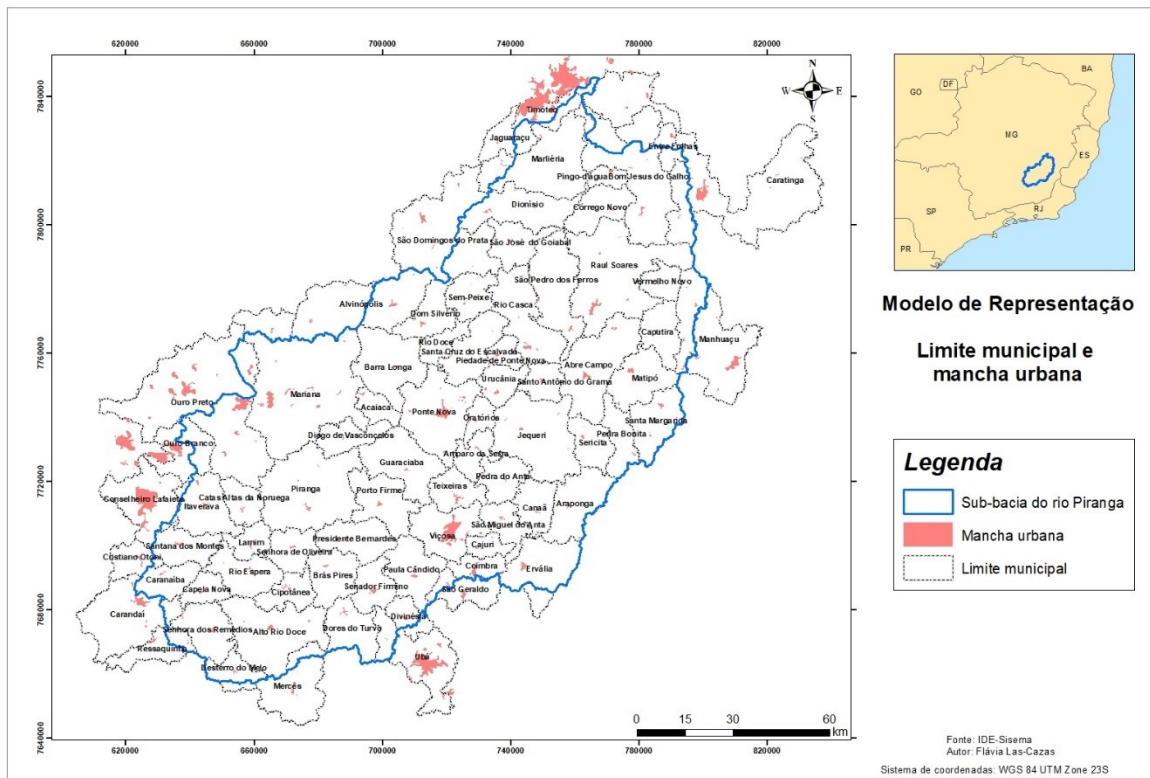 620000 660000 700000 740000 780000 820000
7840000
7800000
7760000
7720000
7680000
7640000
N
W E
S
Timóteo
Jaguaraçu
Marliéria
Entre Folhas
Pingo-d'água
Bom Jesus do Galho
Caratinga
Dionísio
Córrego Novo
São Domingos do Prata
São José do Goiabal
Raul Soares
São Pedro dos Ferros
Vermelho Novo
Sem-Peixe
Rio Casca
Alvinópolis
Dom Silvério
Caputira
Manhuaçu
Rio Doce
Santa Cruz do Escalvado
Piedade de Ponte Nova
Barra Longa
Abre Campo
Urucânia
Santo Antônio do Grama
Matipó
Ouro Preto
Mariana
Acaiaca
Ponte Nova
Oratórios
Santa Margarida
Diogo de Vasconcelos
Jequeri
Pedra Bonita
Sericita
Ouro Branco
Amparo da Serra
Guaraciaba
Pedra do Anta
Teixeiras
Conselheiro Lafaiete
Catas Altas da Noruega
Itaverava
Piranga
Porto Firme
Canaã
Araponga
São Miguel do Anta
Viçosa
Cajuri
Presidente Bernardes
Santana dos Montes
Lamim
Senhora de Oliveira
Cristiano Otoni
Coimbra
Ervália
Caranaíba
Rio Espera
Brás Pires
Paula Cândido
Capela Nova
Cipotânea
Senador Firmino
São Geraldo
Carandaí
Divinésia
Senhora dos Remédios
Alto Rio Doce
Dores do Turvo
Ressaquinha
Desterro do Melo
Ubá
Mercês
0 15 30 60
km
620000 660000 700000 740000 780000 820000
BA
GO
DF
MG
ES
SP
RJ
PR
Modelo de Representação
Limite municipal e
mancha urbana
Legenda
Sub-bacia do rio Piranga
Mancha urbana
Limite municipal
Fonte: IDE-Sisema
Autor: Flávia Las-Cazas
Sistema de coordenadas: WGS 84 UTM Zone 23S